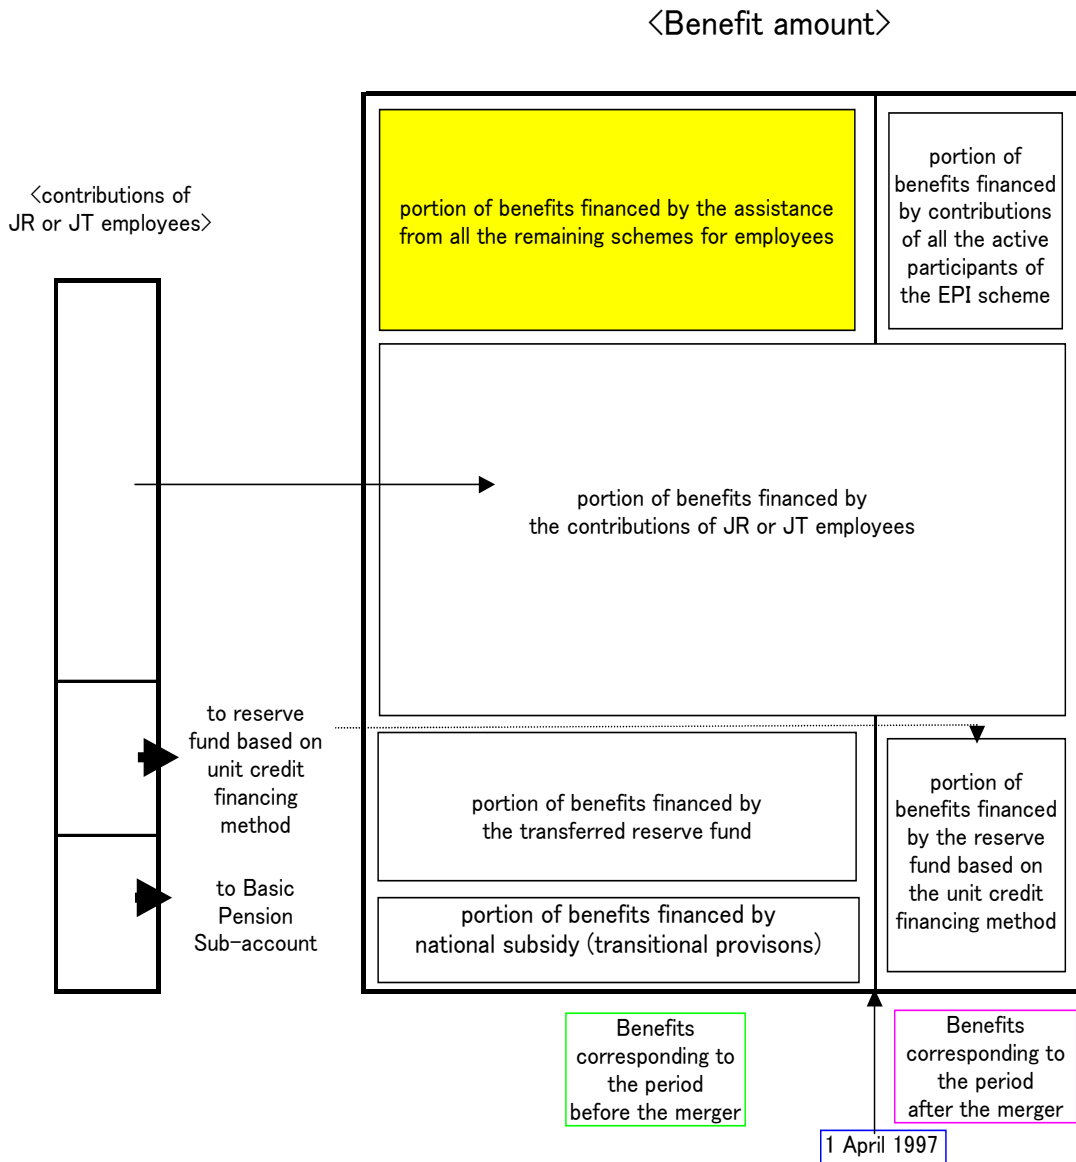 <Benefit amount>
<contributions of
JR or JT employees>
portion of benefits financed by the assistance
from all the remaining schemes for employees
portion of
benefits financed
by contributions
of all the active
participants of
the EPI scheme
portion of benefits financed by
the contributions of JR or JT employees
to reserve
fund based on
unit credit
financing
method
portion of benefits financed by
the transferred reserve fund
portion of
benefits financed
by the reserve
fund based on
the unit credit
financing method
to Basic
Pension
Sub-account
portion of benefits financed by
national subsidy (transitional provisons)
Benefits
corresponding to
the period
before the merger
Benefits
corresponding to
the period
after the merger
1 April 1997